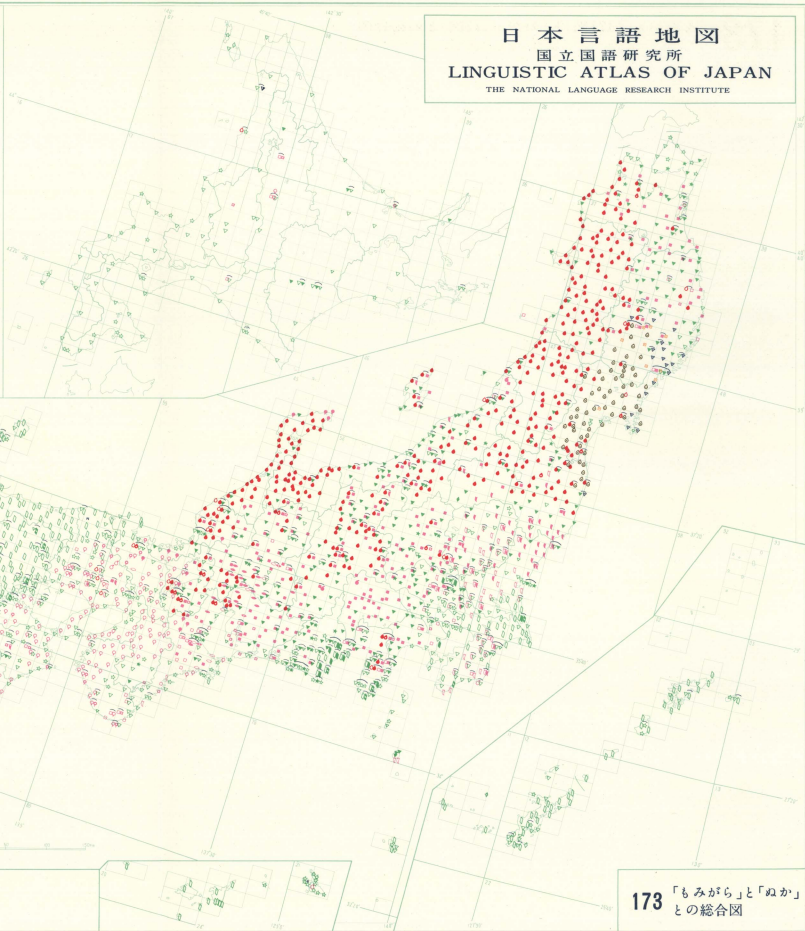 日本言語地図
国立国語研究所
LINGUISTIC ATLAS OF JAPAN
THE NATIONAL LANGUAGE RESEARCH INSTITUTE
173 「もみがら」と「ぬか」
との総合図